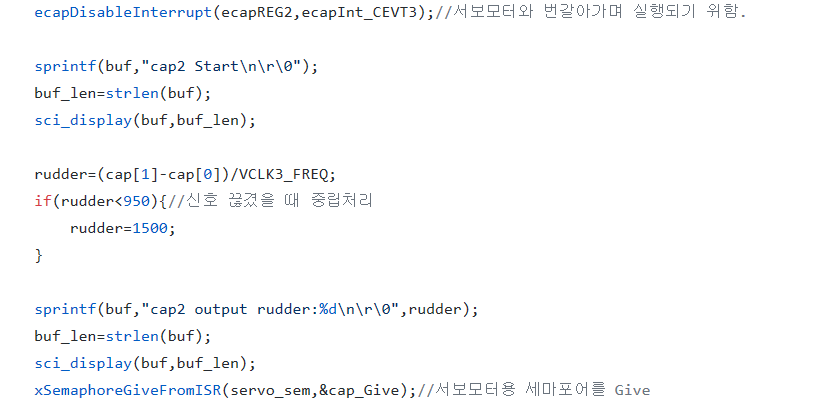 ecapDisableInterrupt(ecapREG2,ecapInt_CEVT3);//서보모터와 번갈아가며 실행되기 위함.
sprintf(buf,"cap2 Start\n\r\0");
buf_len=strlen(buf);
sci_display(buf,buf_len);
rudder=(cap[1]-cap[0])/VCLK3_FREQ;
if(rudder<950){//신호 끊겼을 때 중립처리
rudder=1500;
}
sprintf(buf,"cap2 output rudder:%d\n\r\0",rudder);
buf_len=strlen(buf);
sci_display(buf,buf_len);
xSemaphoreGiveFromISR(servo_sem,&cap_Give);//서보모터용 세마포어를 Give